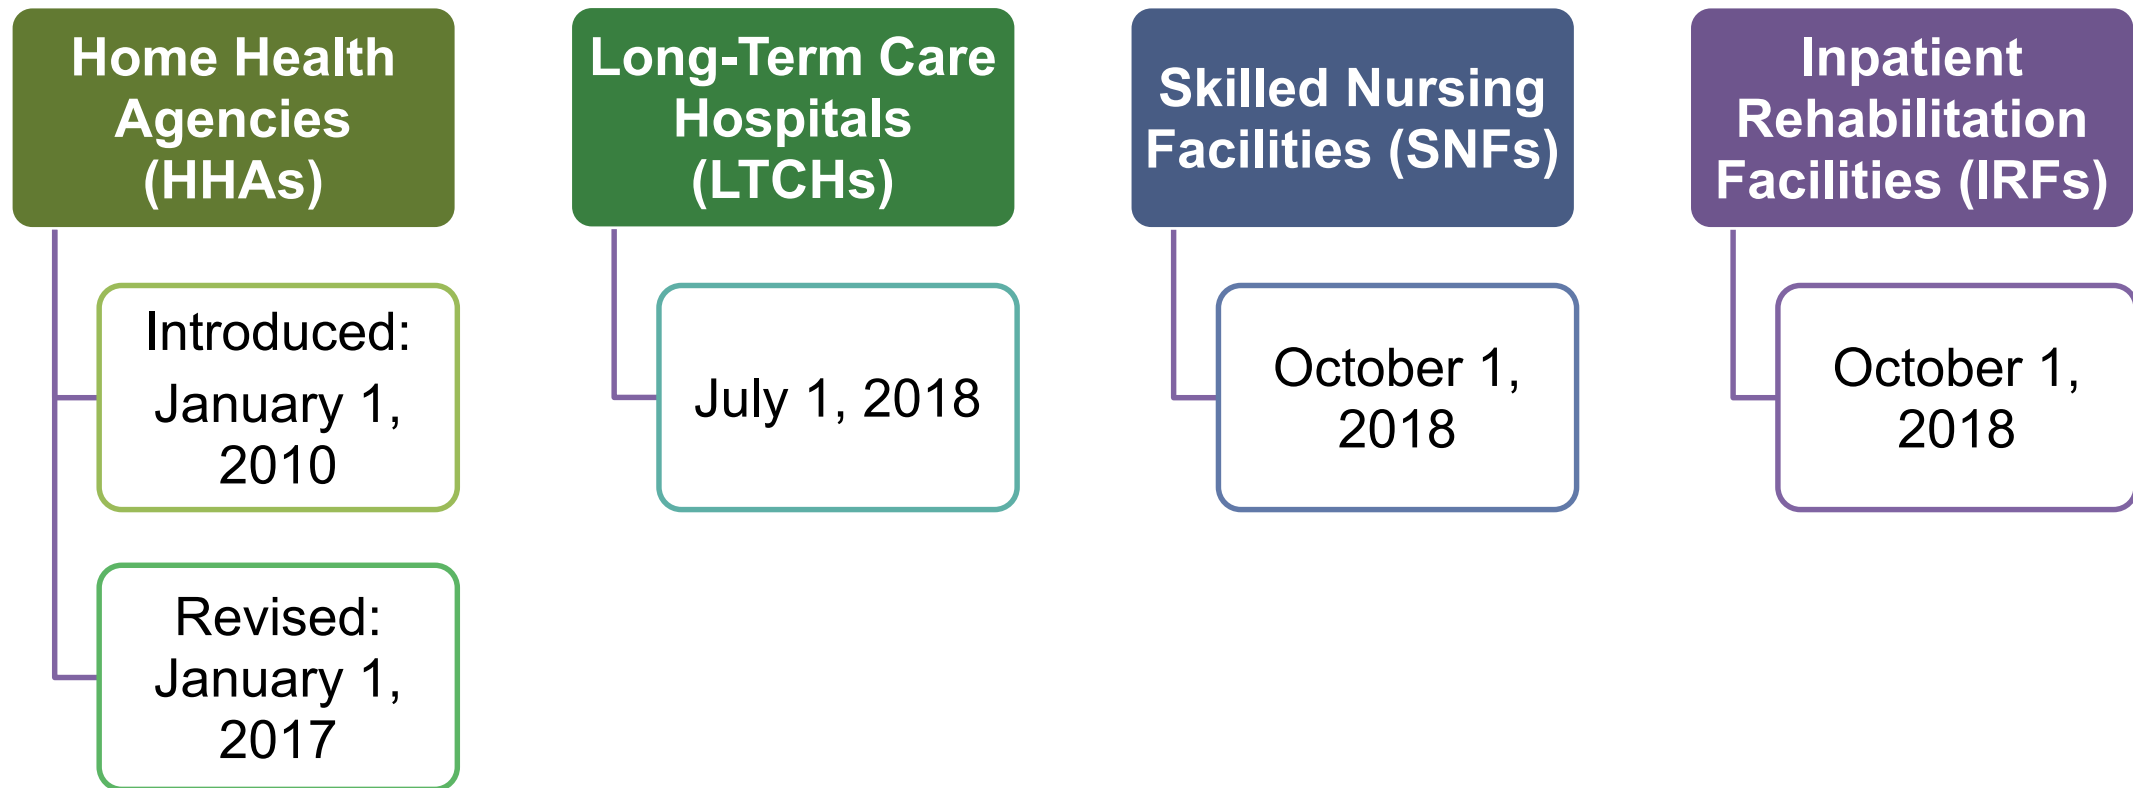 Home Health
Agencies
(HHAs)
Introduced:
January 1,
2010
Revised:
January 1,
2017
Long-Term Care
Hospitals
(LTCHs)
July 1, 2018
Skilled Nursing
Facilities (SNFs)
October 1,
2018
Inpatient
Rehabilitation
Facilities (IRFs)
October 1,
2018